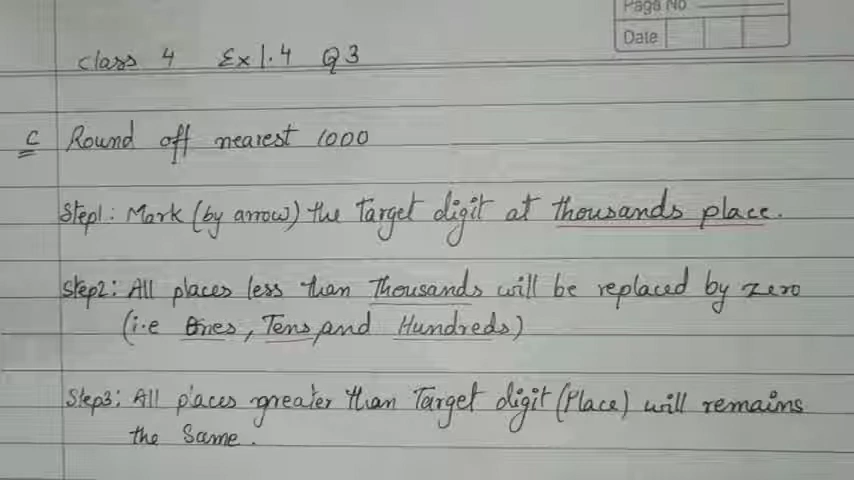 Page No
Date
Class 4 Ex 1.4 Q3
C Round off nearest 1000
Step1: Mark (by arrow) the Target digit at thousands place.
Step2: All places less than Thousands will be replaced by zero
(i.e Ones, Tens and Hundreds)
Step3: All places greater than Target digit (Place) will remains
the Same.